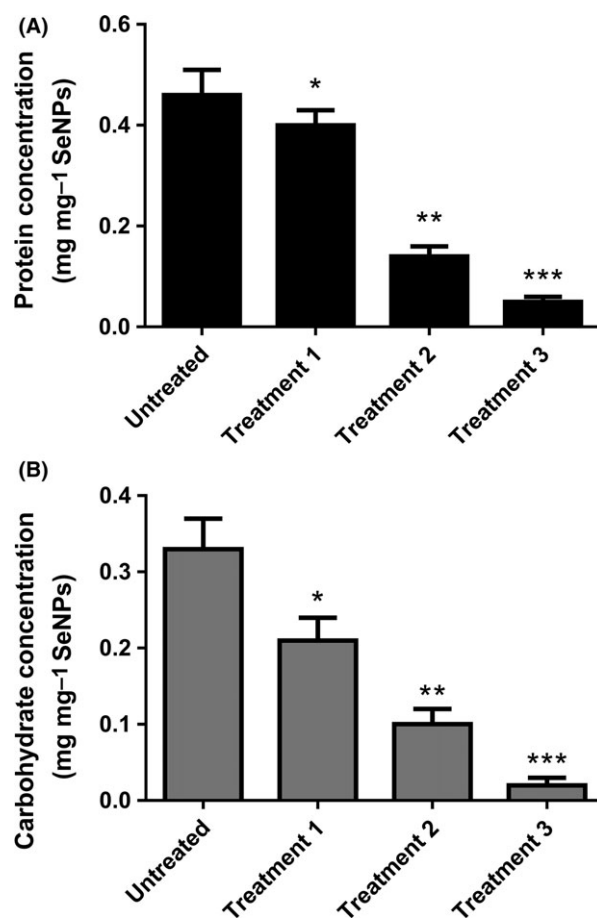 (A)
Protein concentration
(mg mg–1 SeNPs)
0.6
0.4
0.2
0.0
*
**
***
Untreated
Treatment 1
Treatment 2
Treatment 3
(B)
Carbohydrate concentration
(mg mg–1 SeNPs)
0.4
0.3
0.2
0.1
0.0
*
**
***
Untreated
Treatment 1
Treatment 2
Treatment 3